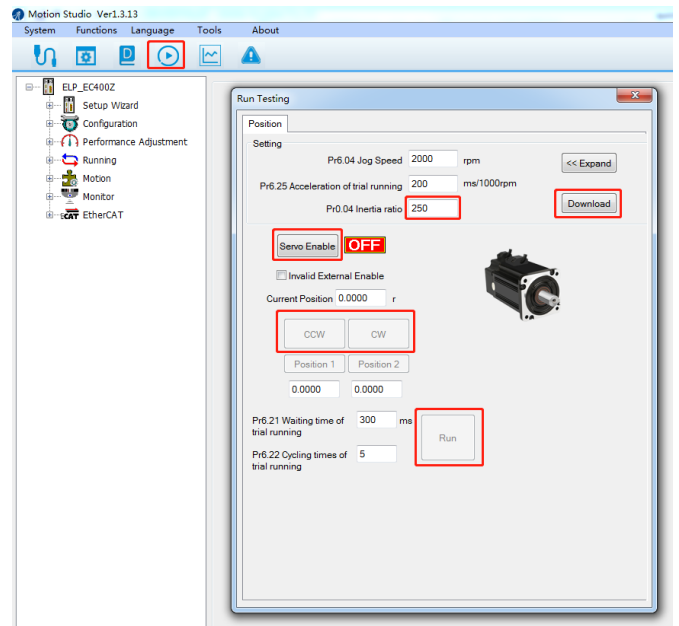 Motion Studio Ver1.3.13
System Functions Language Tools About
D
ELP_EC400Z
Setup Wizard
Configuration
Performance Adjustment
Running
Motion
Monitor
ECAT EtherCAT
Run Testing
Position
Setting
Pr6.04 Jog Speed 2000 rpm
<< Expand
Pr6.25 Acceleration of trial running 200 ms/1000rpm
Pr0.04 Inertia ratio 250
Download
Servo Enable OFF
Invalid External Enable
Current Position 0.0000 r
CCW CW
Position 1 Position 2
0.0000 0.0000
Pr6.21 Waiting time of trial running 300 ms
Run
Pr6.22 Cycling times of trial running 5